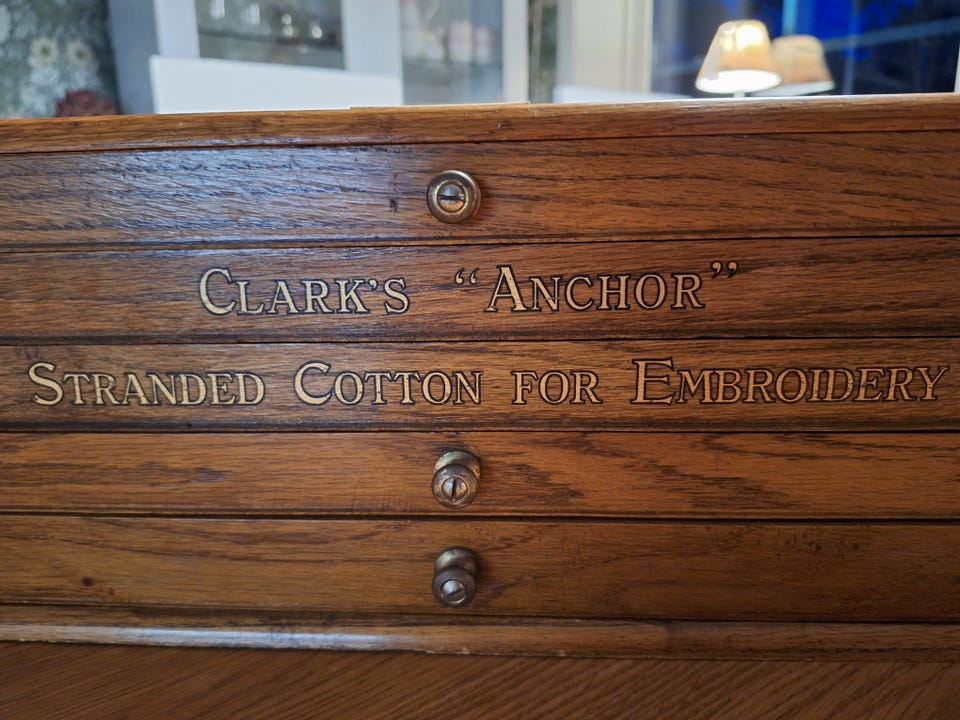 Clark's “Anchor”
Stranded Cotton for Embroidery